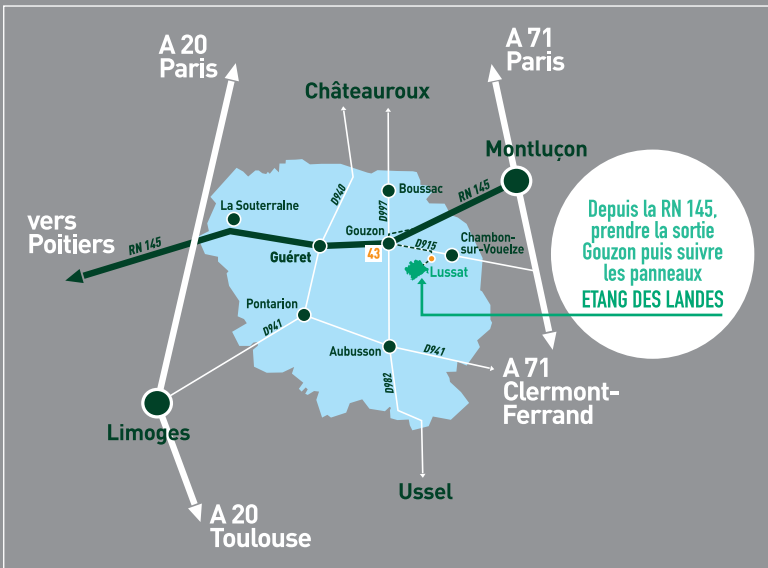 A 20
Paris
A 71
Paris
Châteauroux
Montluçon
D940
D997
Boussac
RN 145
La Souterraine
vers
Poitiers
RN 145
Gouzon
D915
Chambon-
sur-Voueize
Guéret
43
Lussat
Depuis la RN 145,
prendre la sortie
Gouzon puis suivre
les panneaux
ETANG DES LANDES
Pontarion
D941
Aubusson
D941
D982
A 71
Clermont-
Ferrand
Limoges
Ussel
A 20
Toulouse